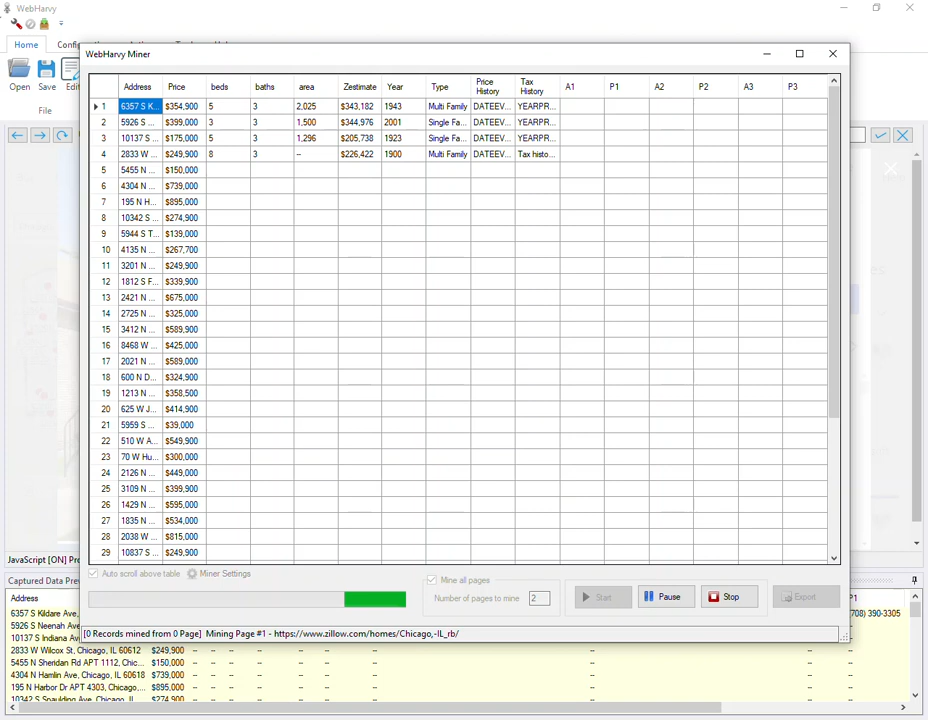 WebHarvy
Home
Open Save Edit
File
WebHarvy Miner
Address Price beds baths area Zestimate Year Type Price History Tax History A1 P1 A2 P2 A3 P3
1 6357 S K... $354,900 5 3 2,025 $343,182 1943 Multi Family DATEEV... YEARPR...
2 5926 S ... $399,000 3 3 1,500 $344,976 2001 Single Fa... DATEEV... YEARPR...
3 10137 S ... $175,000 5 3 1,296 $205,738 1923 Single Fa... DATEEV... YEARPR...
4 2833 W ... $249,900 8 3 -- $226,422 1900 Multi Family DATEEV... Tax histo...
5 5455 N ... $150,000
6 4304 N ... $739,000
7 195 N H... $895,000
8 10342 S ... $274,900
9 5944 S T... $139,000
10 4135 N ... $267,700
11 3201 N ... $249,900
12 1812 S F... $339,900
13 2421 N ... $675,000
14 2725 N ... $325,000
15 3412 N ... $589,900
16 8468 W ... $425,000
17 2021 N ... $589,000
18 600 N D... $324,900
19 1213 N ... $358,500
20 625 W J... $414,900
21 5959 S ... $39,000
22 510 W A... $549,900
23 70 W Hu... $300,000
24 2126 N ... $449,000
25 3109 N ... $399,900
26 1429 N ... $595,000
27 1835 N ... $534,000
28 2038 W ... $815,000
29 10837 S ... $249,900
Auto scroll above table Miner Settings
Mine all pages
Number of pages to mine 2
Start Pause Stop Export
[0 Records mined from 0 Page] Mining Page #1 - https://www.zillow.com/homes/Chicago,-IL_rb/
JavaScript [ON]
Captured Data Pre
Address P1
6357 S Kildare Ave, (708) 390-3305
5926 S Neenah Ave
10137 S Indiana Av
2833 W Wilcox St, Chicago, IL 60612 $249,900 -- -- -- -- -- -- -- -- --
5455 N Sheridan Rd APT 1112, Chic... $150,000 -- -- -- -- -- -- -- -- --
4304 N Hamlin Ave, Chicago, IL 60618 $739,000 -- -- -- -- -- -- -- -- --
195 N Harbor Dr APT 4303, Chicago,... $895,000 -- -- -- -- -- -- -- -- --
10342 S Spaulding Ave, Chicago, IL $274,900 -- -- -- -- -- -- -- -- --